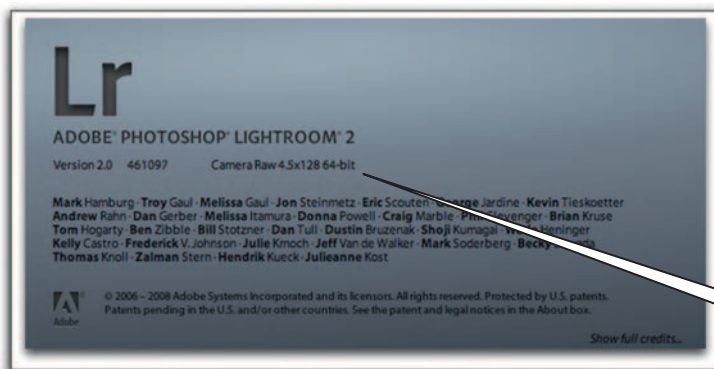 Lr
ADOBE® PHOTOSHOP® LIGHTROOM® 2
Version 2.0 461097 Camera Raw 4.5x128 64-bit
Mark Hamburg · Troy Gaul · Melissa Gaul · Jon Steinmetz · Eric Scouten · George Jardine · Kevin Tieskoetter
Andrew Rahn · Dan Gerber · Melissa Itamura · Donna Powell · Craig Marble · Clevenger · Brian Kruse
Tom Hogarty · Ben Zibble · Bill Stotzner · Dan Tull · Dustin Bruzenak · Shoji Kumagai · Heninger
Kelly Castro · Frederick V. Johnson · Julie Kmoch · Jeff Van de Walker · Mark Soderberg · Becky
Thomas Knoll · Zalman Stern · Hendrik Kueck · Julieanne Kost
© 2006 – 2008 Adobe Systems Incorporated and its licensors. All rights reserved. Protected by U.S. patents.
Patents pending in the U.S. and/or other countries. See the patent and legal notices in the About box.
Adobe
Show full credits...